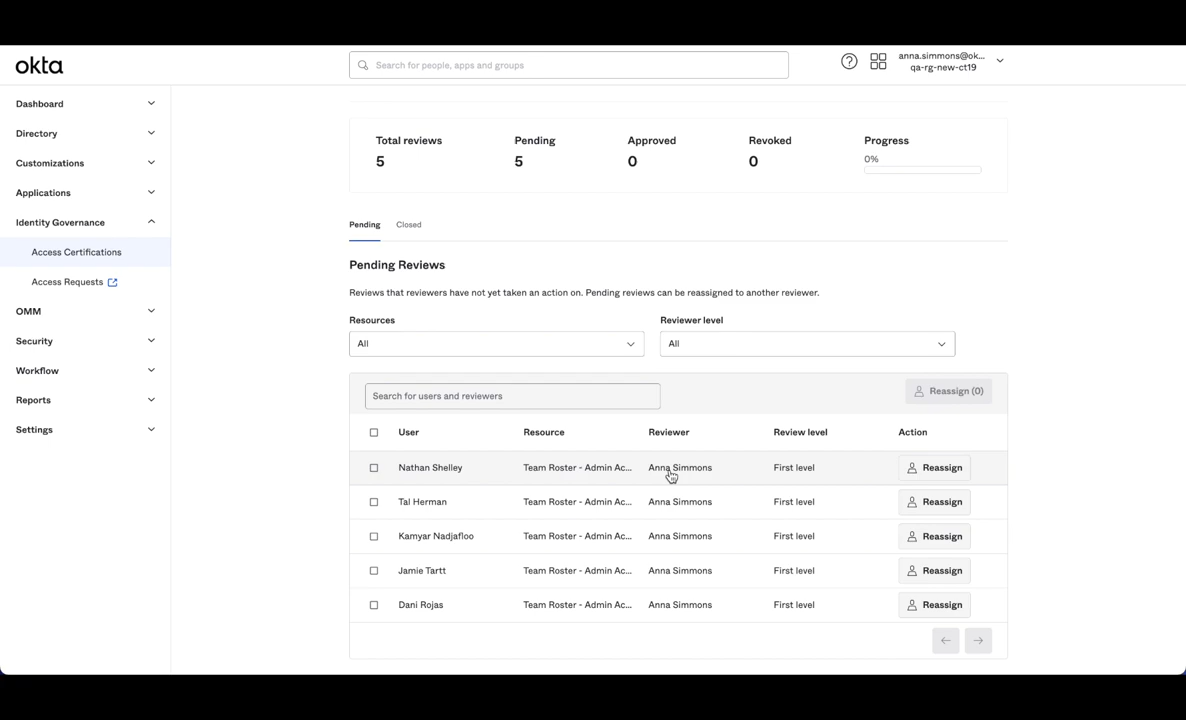 okta
Search for people, apps and groups
anna.simmons@ok...
qa-rg-new-ct19
Dashboard
Directory
Customizations
Applications
Identity Governance
Access Certifications
Access Requests
OMM
Security
Workflow
Reports
Settings
Total reviews
5
Pending
5
Approved
0
Revoked
0
Progress
0%
Pending
Closed
Pending Reviews
Reviews that reviewers have not yet taken an action on. Pending reviews can be reassigned to another reviewer.
Resources
All
Reviewer level
All
Search for users and reviewers
Reassign (0)
User Resource Reviewer Review level Action
Nathan Shelley Team Roster - Admin Ac... Anna Simmons First level Reassign
Tal Herman Team Roster - Admin Ac... Anna Simmons First level Reassign
Kamyar Nadjafloo Team Roster - Admin Ac... Anna Simmons First level Reassign
Jamie Tartt Team Roster - Admin Ac... Anna Simmons First level Reassign
Dani Rojas Team Roster - Admin Ac... Anna Simmons First level Reassign